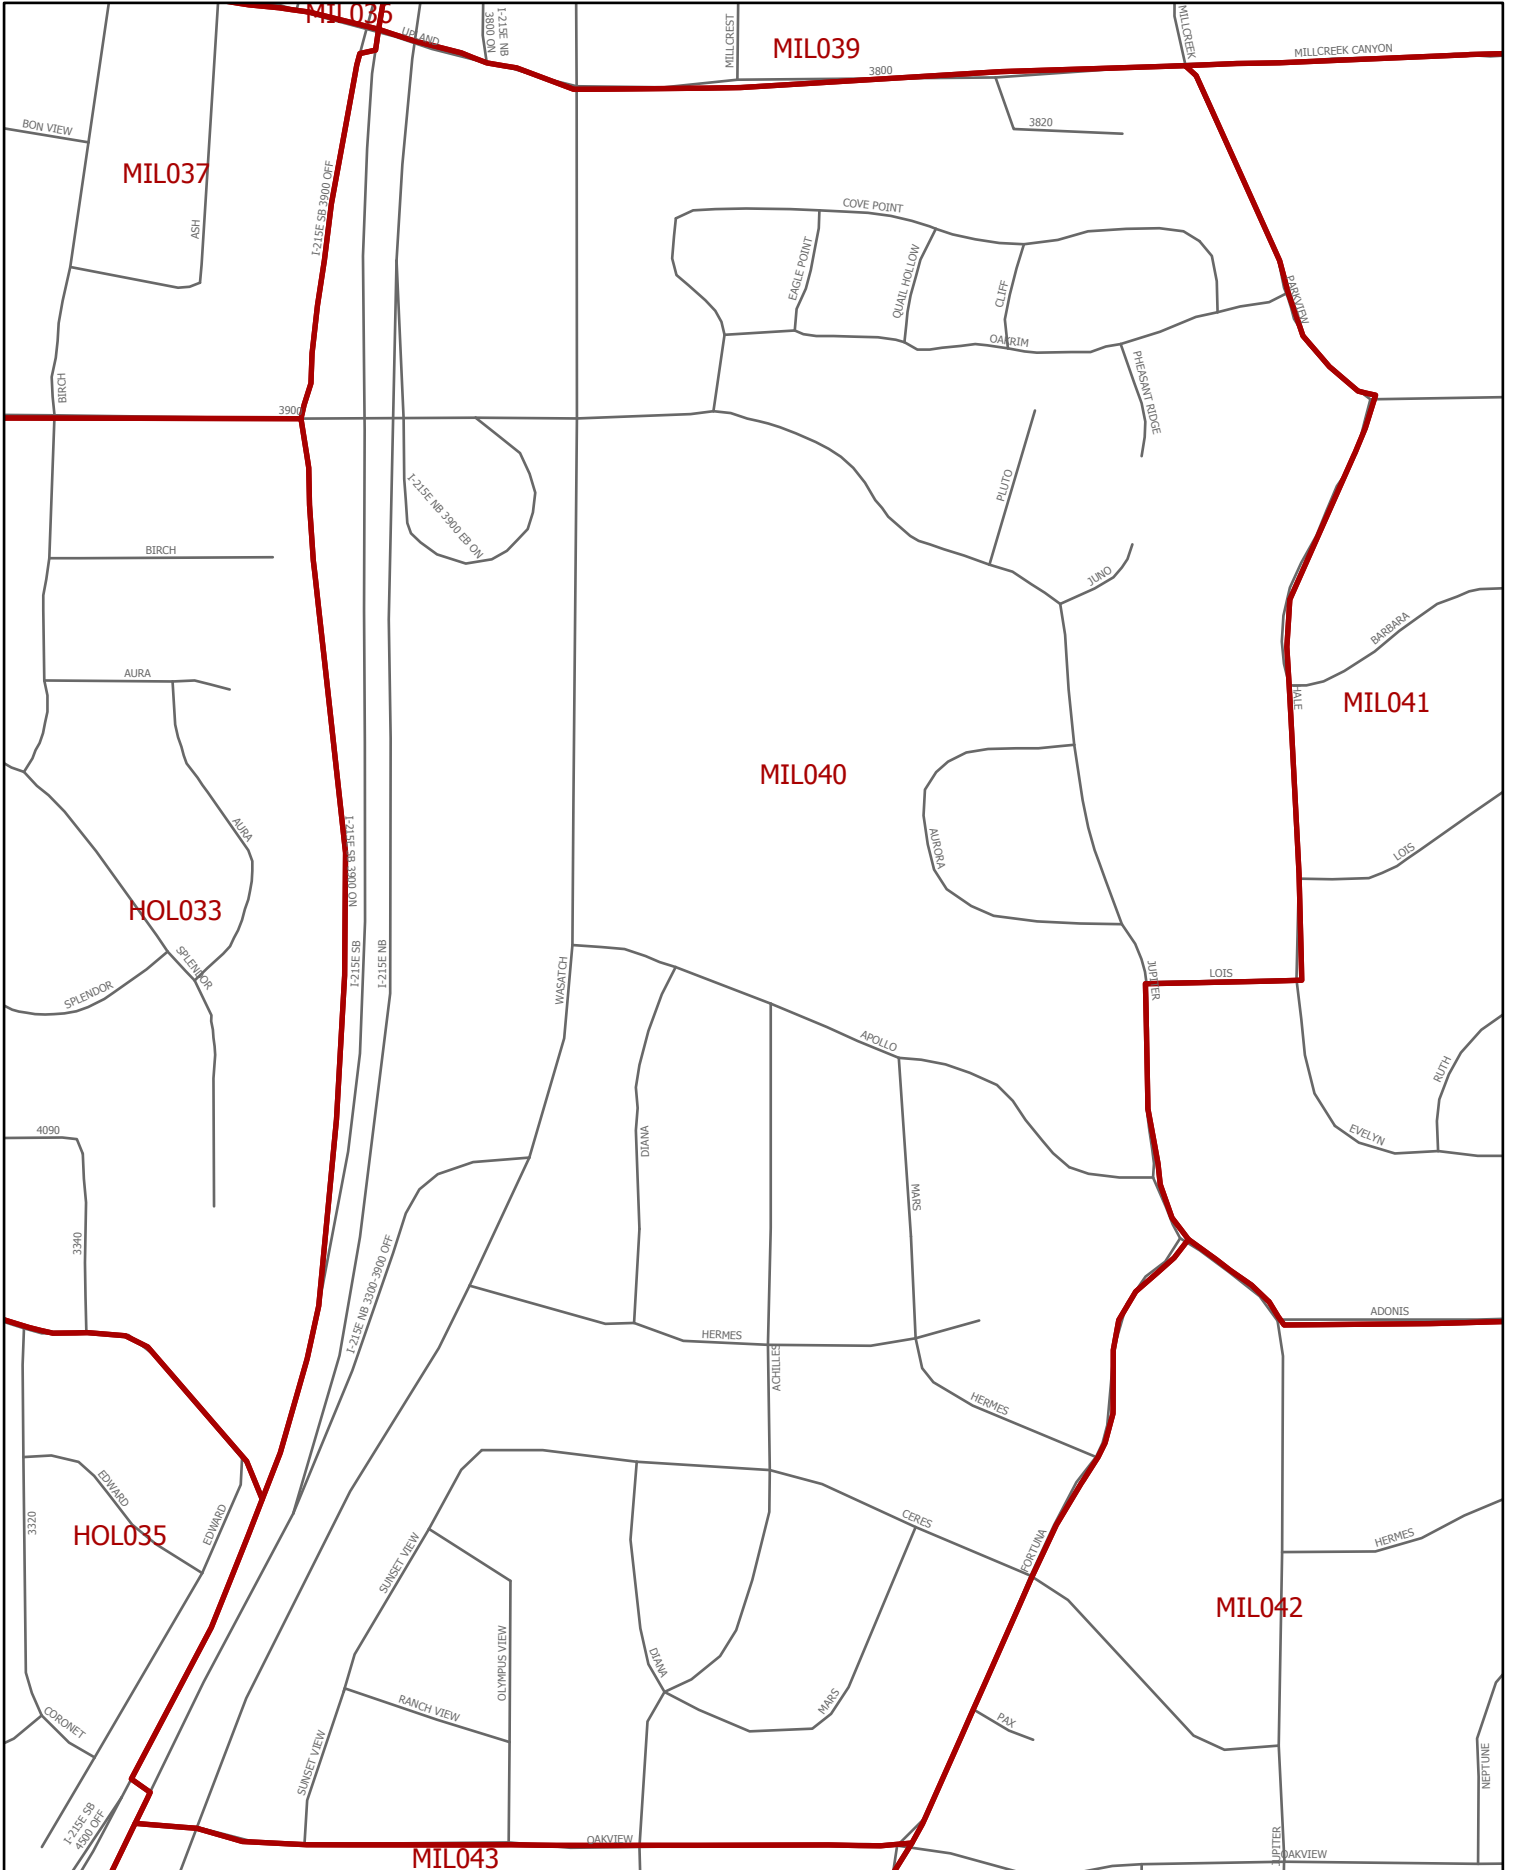 MIL036
UPLAND
I-215E NB
3800 ON
MILLCREST
MIL039
3800
MILLCREEK
MILLCREEK CANYON
3820
BON VIEW
MIL037
ASH
I-215E SB 3900 OFF
COVE POINT
EAGLE POINT
QUAIL HOLLOW
CLIFF
OAKRIM
PARKVIEW
PHEASANT RIDGE
BIRCH
3900
I-215E NB 3900 EB ON
PLUTO
JUNO
BIRCH
BARBARA
AURA
HALE
MIL041
MIL040
AURA
I-215E SB 3900 ON
AURORA
LOIS
HOL033
SPLENDOR
SPLENDOR
I-215E SB
I-215E NB
WASATCH
JUPITER
LOIS
APOLLO
RUTH
4090
DIANA
EVELYN
MARS
3340
I-215E NB 3300-3900 OFF
ADONIS
HERMES
ACHILLES
HERMES
EDWARD
3320
HOL035
EDWARD
CERES
FORTUNA
HERMES
SUNSET VIEW
MIL042
OLYMPUS VIEW
DIANA
MARS
RANCH VIEW
PAX
CORONET
SUNSET VIEW
NEPTUNE
I-215E SB
4500 OFF
OAKVIEW
MIL043
JUPITER
OAKVIEW